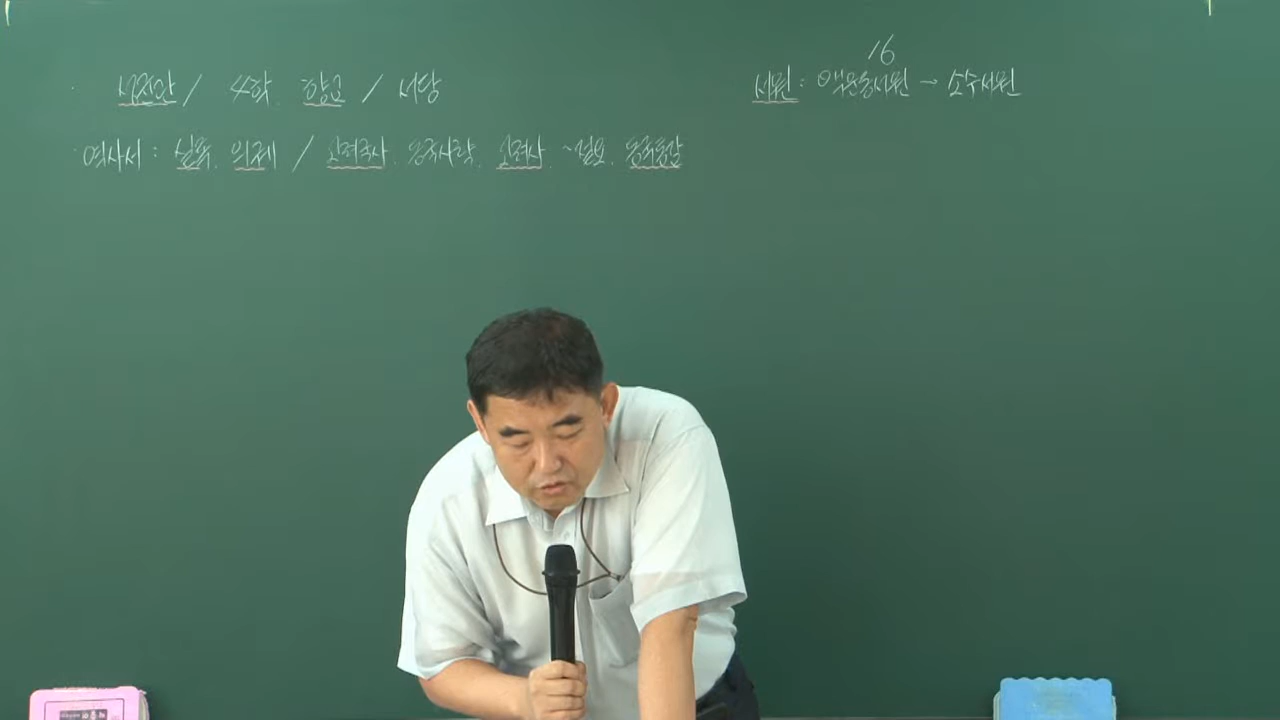 성균관 / 4학. 향교 / 서당
16
서원 : 백운동서원 → 소수서원
· 역사서 : 실록. 의궤 / 고려국사. 동국사략. 고려사. ~절요. 동국통감